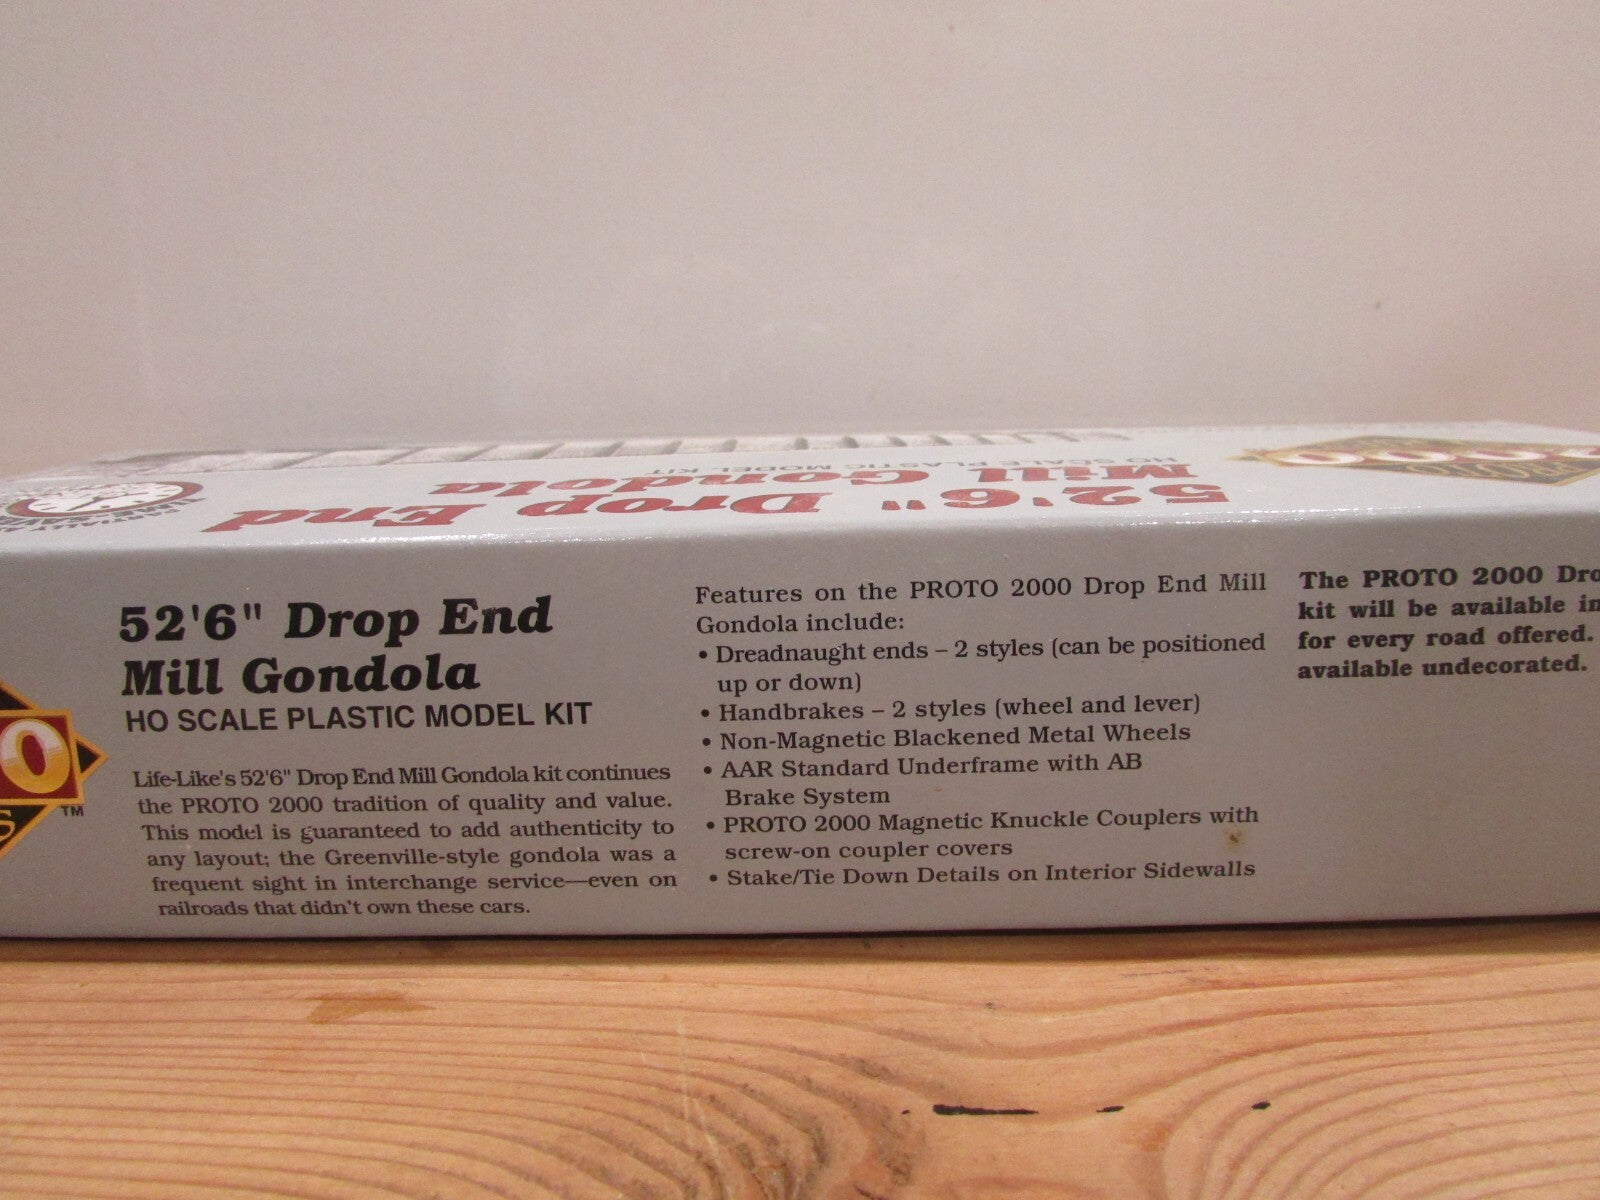 52'6" Drop End
Mill Gondola
HO SCALE PLASTIC MODEL KIT
PROTO
2000
52'6" Drop End
Mill Gondola
HO SCALE PLASTIC MODEL KIT
Life-Like's 52'6" Drop End Mill Gondola kit continues
the PROTO 2000 tradition of quality and value.
This model is guaranteed to add authenticity to
any layout; the Greenville-style gondola was a
frequent sight in interchange service—even on
railroads that didn't own these cars.
TM
Features on the PROTO 2000 Drop End Mill
Gondola include:
• Dreadnaught ends – 2 styles (can be positioned
up or down)
• Handbrakes – 2 styles (wheel and lever)
• Non-Magnetic Blackened Metal Wheels
• AAR Standard Underframe with AB
Brake System
• PROTO 2000 Magnetic Knuckle Couplers with
screw-on coupler covers
• Stake/Tie Down Details on Interior Sidewalls
The PROTO 2000 Dro
kit will be available in
for every road offered.
available undecorated.